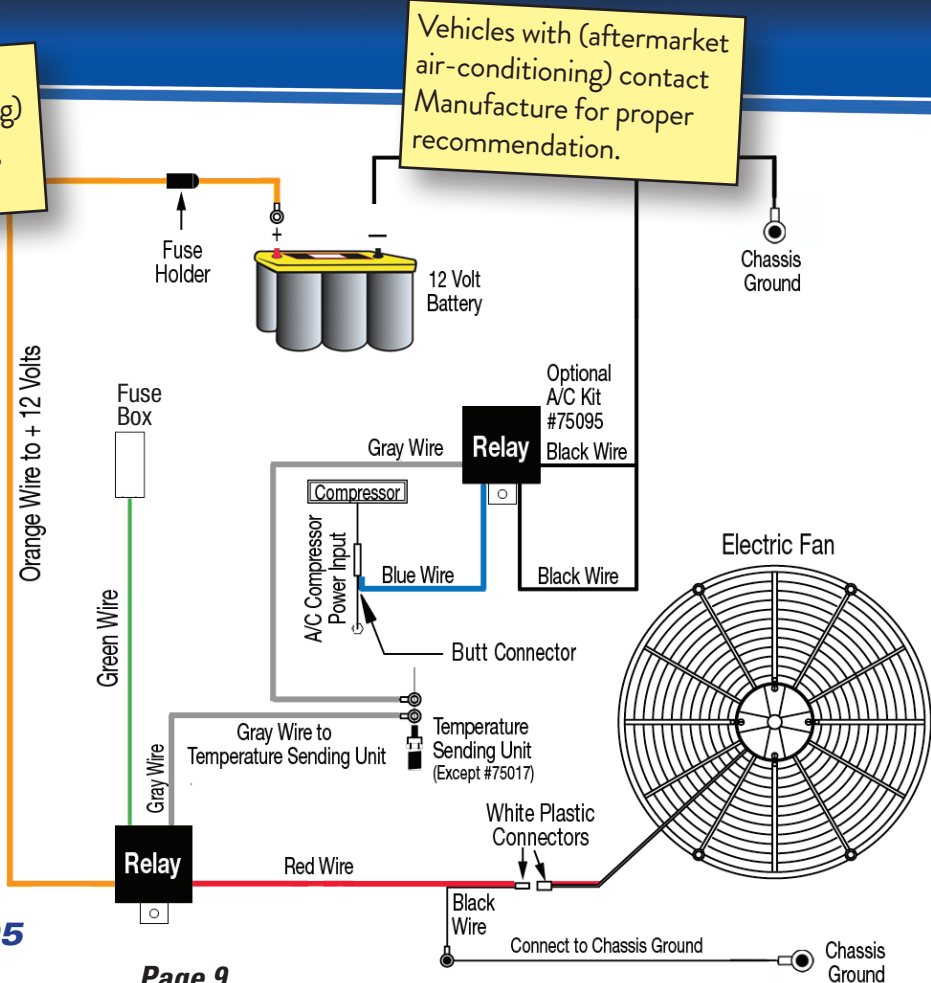 Vehicles with (aftermarket
air-conditioning) contact
Manufacture for proper
recommendation.
g)
Fuse
Holder
+
—
12 Volt
Battery
Chassis
Ground
Orange Wire to + 12 Volts
Fuse
Box
Optional
A/C Kit
#75095
Gray Wire
Relay
Black Wire
Compressor
A/C Compressor
Power Input
Blue Wire
Black Wire
Electric Fan
Green Wire
Butt Connector
Gray Wire
Gray Wire to
Temperature Sending Unit
Temperature
Sending Unit
(Except #75017)
White Plastic
Connectors
Relay
Red Wire
Black
Wire
Connect to Chassis Ground
Chassis
Ground
5
Page 9